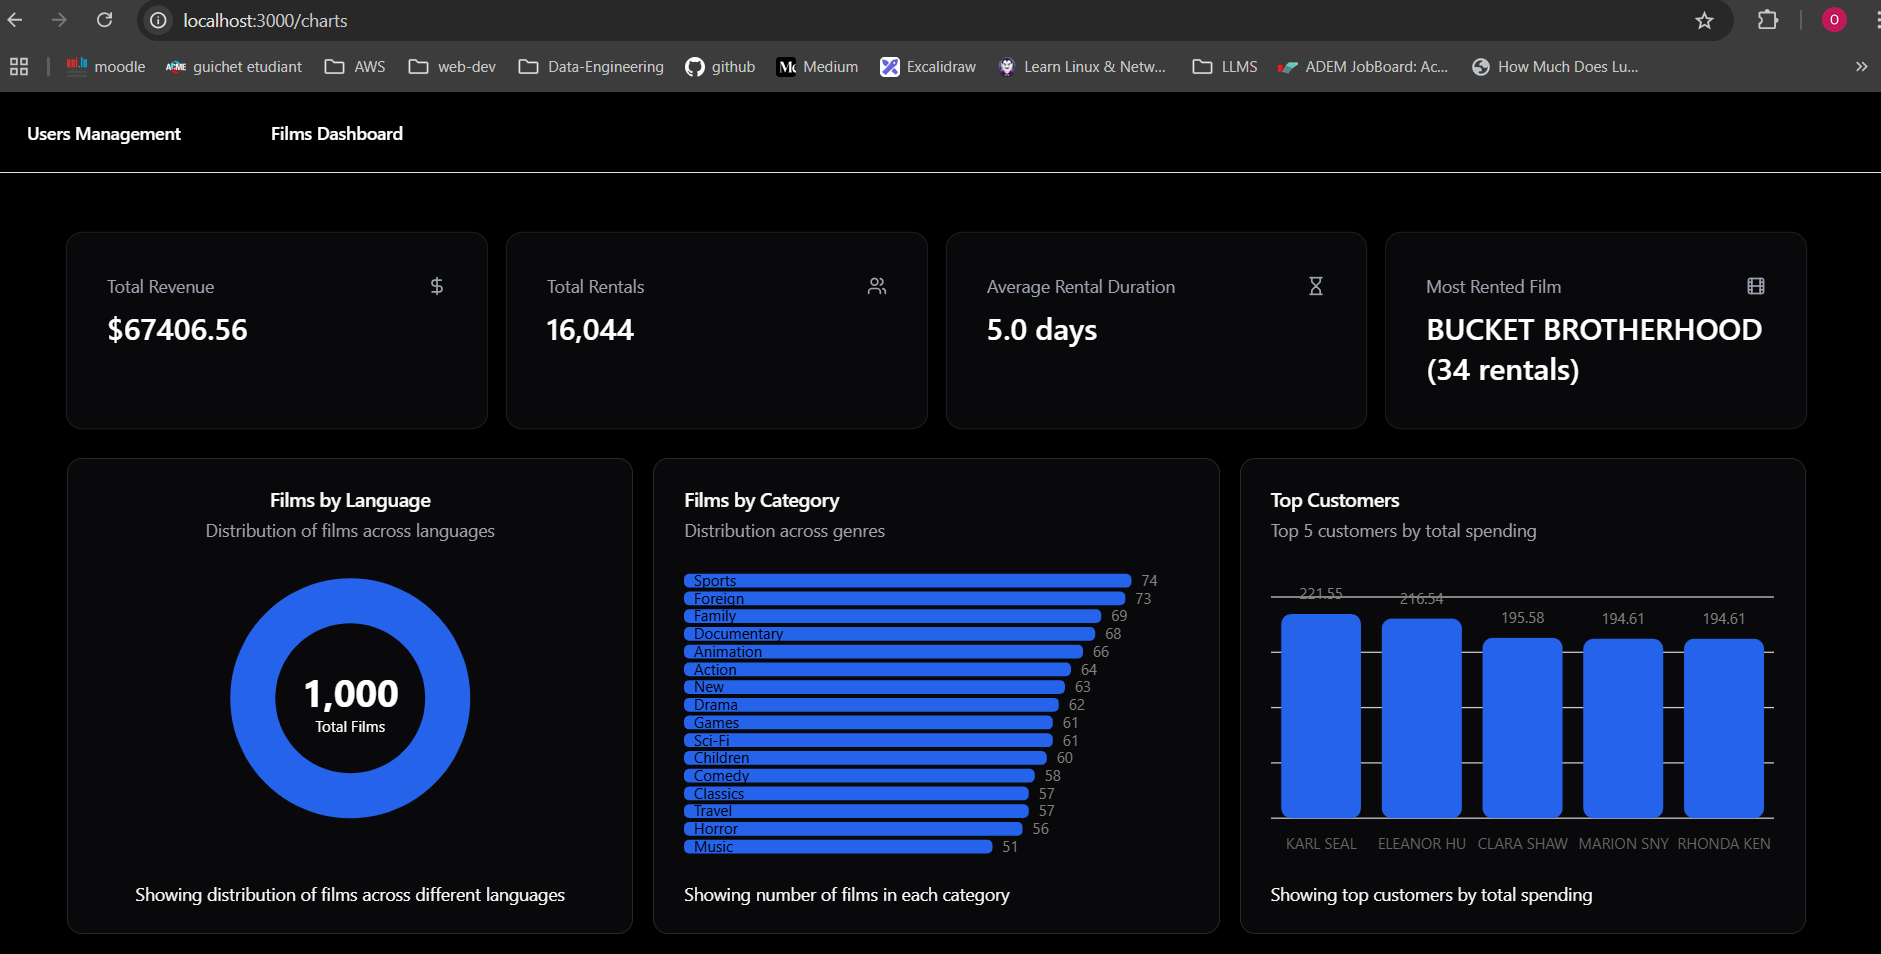 localhost:3000/charts
O
moodle
guichet etudiant
AWS
web-dev
Data-Engineering
github
Medium
Excalidraw
Learn Linux & Netw...
LLMS
ADEM JobBoard: Ac...
How Much Does Lu...
Users Management
Films Dashboard
Total Revenue
$67406.56
Total Rentals
16,044
Average Rental Duration
5.0 days
Most Rented Film
BUCKET BROTHERHOOD
(34 rentals)
Films by Language
Distribution of films across languages
1,000
Total Films
Showing distribution of films across different languages
Films by Category
Distribution across genres
Sports 74
Foreign 73
Family 69
Documentary 68
Animation 66
Action 64
New 63
Drama 62
Games 61
Sci-Fi 61
Children 60
Comedy 58
Classics 57
Travel 57
Horror 56
Music 51
Showing number of films in each category
Top Customers
Top 5 customers by total spending
221.55 216.54 195.58 194.61 194.61
KARL SEAL ELEANOR HU CLARA SHAW MARION SNY RHONDA KEN
Showing top customers by total spending